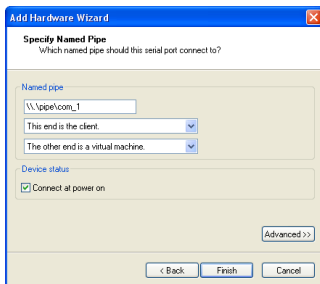 Add Hardware Wizard
Specify Named Pipe
Which named pipe should this serial port connect to?
Named pipe
\\.\pipe\com_1
This end is the client.
The other end is a virtual machine.
Device status
Connect at power on
Advanced >>
< Back Finish Cancel